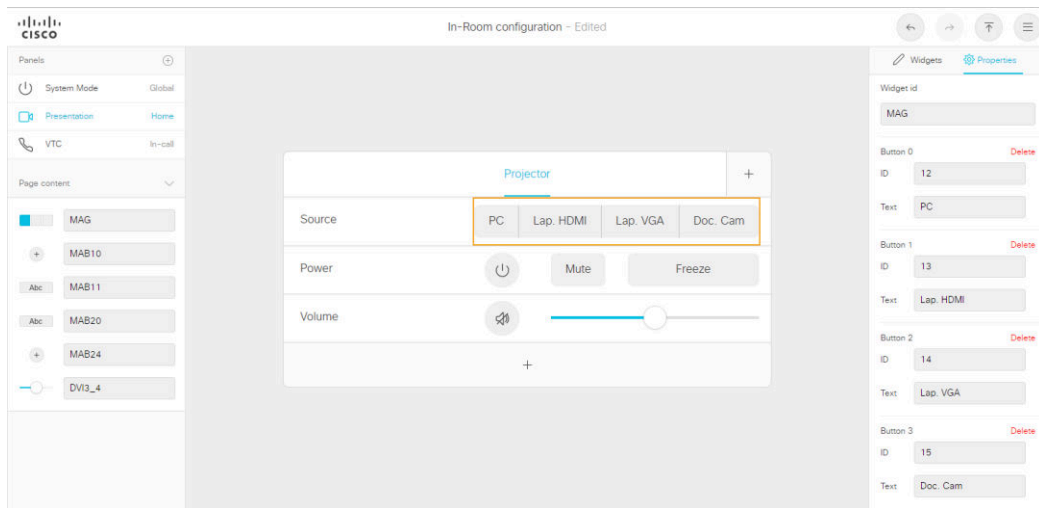 CISCO
In-Room configuration - Edited
Panels
System Mode Global
Presentation Home
VTC In-call
Page content
MAG
MAB10
Abc MAB11
Abc MAB20
MAB24
DVI3_4
Projector +
Source PC Lap. HDMI Lap. VGA Doc. Cam
Power Mute Freeze
Volume
+
Widgets Properties
Widget id
MAG
Button 0 Delete
ID 12
Text PC
Button 1 Delete
ID 13
Text Lap. HDMI
Button 2 Delete
ID 14
Text Lap. VGA
Button 3 Delete
ID 15
Text Doc. Cam